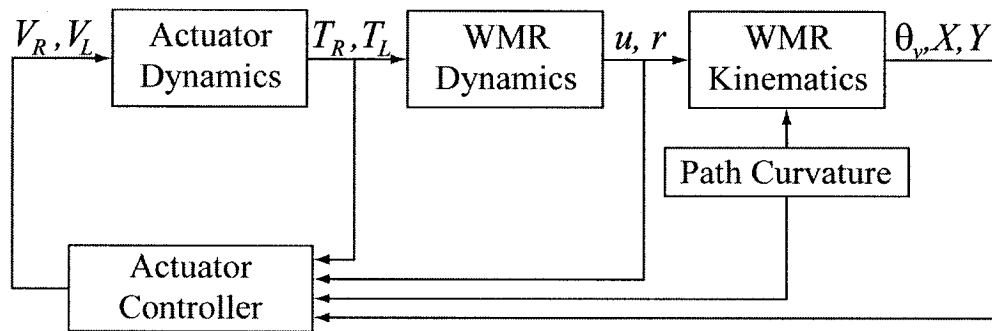 V_R, V_L
Actuator
Dynamics
T_R, T_L
WMR
Dynamics
u, r
WMR
Kinematics
θ_v, X, Y
Path Curvature
Actuator
Controller